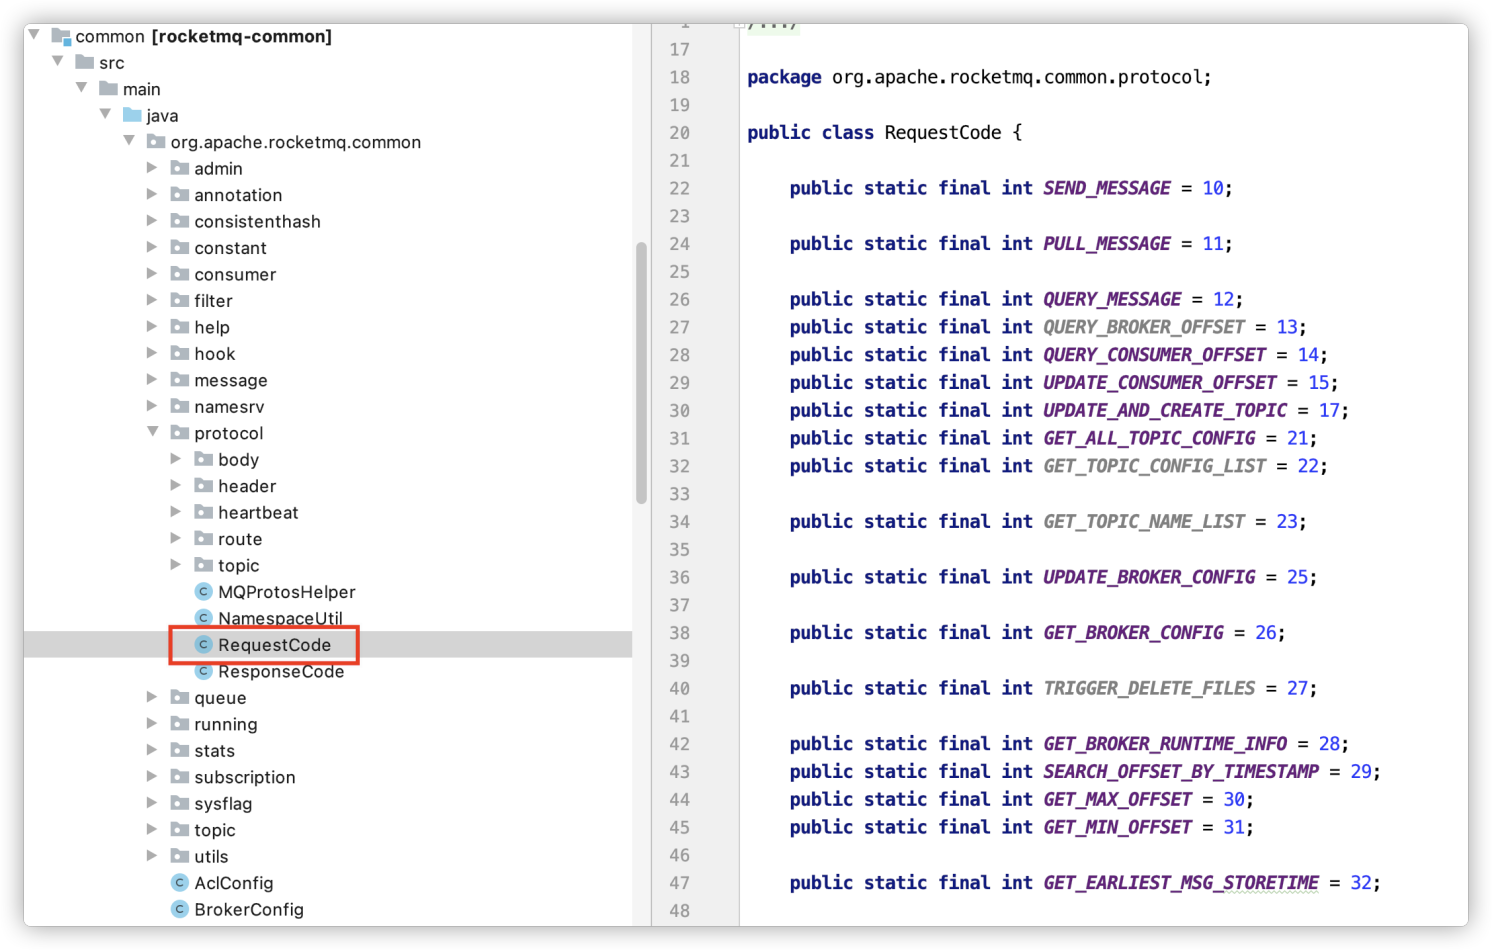 common [rocketmq-common]
src
main
java
org.apache.rocketmq.common
admin
annotation
consistenthash
constant
consumer
filter
help
hook
message
namesrv
protocol
body
header
heartbeat
route
topic
MQProtosHelper
NamespaceUtil
RequestCode
ResponseCode
queue
running
stats
subscription
sysflag
topic
utils
AclConfig
BrokerConfig
1 /.../
17
18 package org.apache.rocketmq.common.protocol;
19
20 public class RequestCode {
21
22 public static final int SEND_MESSAGE = 10;
23
24 public static final int PULL_MESSAGE = 11;
25
26 public static final int QUERY_MESSAGE = 12;
27 public static final int QUERY_BROKER_OFFSET = 13;
28 public static final int QUERY_CONSUMER_OFFSET = 14;
29 public static final int UPDATE_CONSUMER_OFFSET = 15;
30 public static final int UPDATE_AND_CREATE_TOPIC = 17;
31 public static final int GET_ALL_TOPIC_CONFIG = 21;
32 public static final int GET_TOPIC_CONFIG_LIST = 22;
33
34 public static final int GET_TOPIC_NAME_LIST = 23;
35
36 public static final int UPDATE_BROKER_CONFIG = 25;
37
38 public static final int GET_BROKER_CONFIG = 26;
39
40 public static final int TRIGGER_DELETE_FILES = 27;
41
42 public static final int GET_BROKER_RUNTIME_INFO = 28;
43 public static final int SEARCH_OFFSET_BY_TIMESTAMP = 29;
44 public static final int GET_MAX_OFFSET = 30;
45 public static final int GET_MIN_OFFSET = 31;
46
47 public static final int GET_EARLIEST_MSG_STORETIME = 32;
48